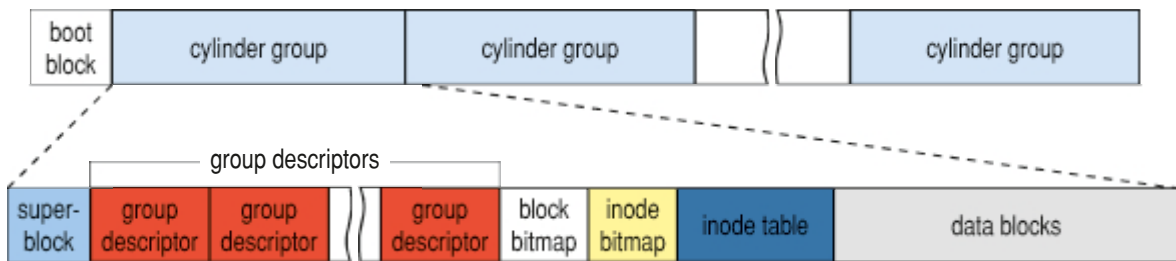 boot
block
cylinder group
cylinder group
cylinder group
group descriptors
super-
block
group
descriptor
group
descriptor
group
descriptor
block
bitmap
inode
bitmap
inode table
data blocks